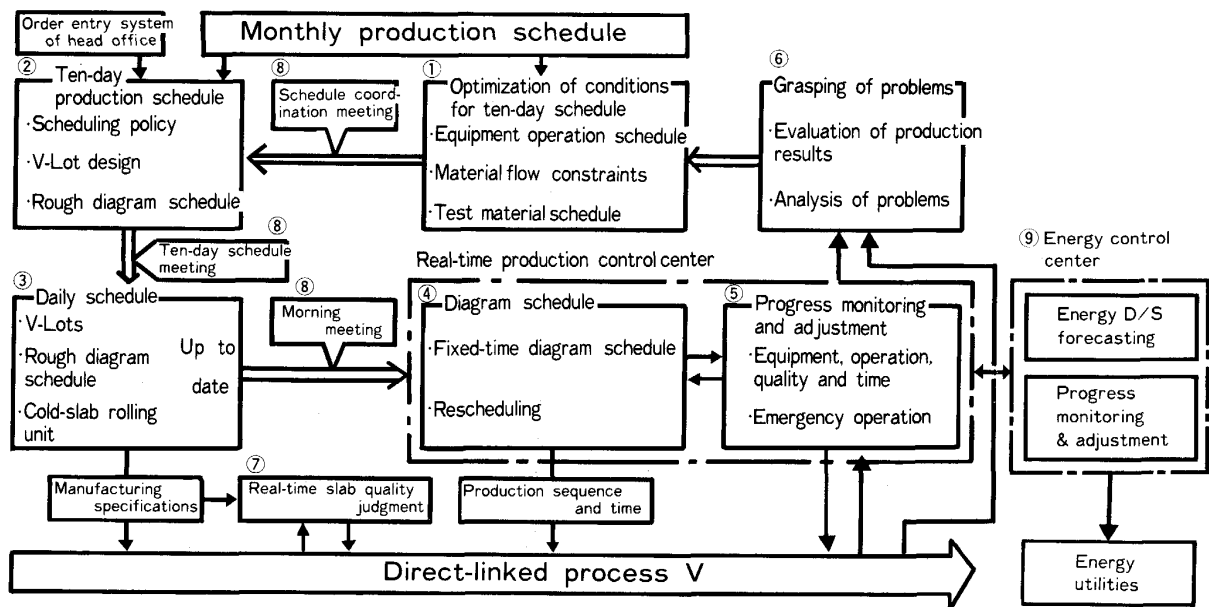 Order entry system
of head office
Monthly production schedule
②
Ten-day
production schedule
·Scheduling policy
·V-Lot design
·Rough diagram schedule
⑧
Schedule coord-
ination meeting
①
Optimization of conditions
for ten-day schedule
·Equipment operation schedule
·Material flow constraints
·Test material schedule
⑥
Grasping of problems
·Evaluation of production
results
·Analysis of problems
⑧
Ten-day schedule
meeting
Real-time production control center
⑨ Energy control
center
③
Daily schedule
·V-Lots
·Rough diagram
schedule
·Cold-slab rolling
unit
Up to
date
⑧
Morning
meeting
④
Diagram schedule
·Fixed-time diagram schedule
·Rescheduling
⑤
Progress monitoring
and adjustment
·Equipment, operation,
quality and time
·Emergency operation
Energy D/S
forecasting
Progress
monitoring
& adjustment
Manufacturing
specifications
⑦
Real-time slab quality
judgment
Production sequence
and time
Direct-linked process V
Energy
utilities